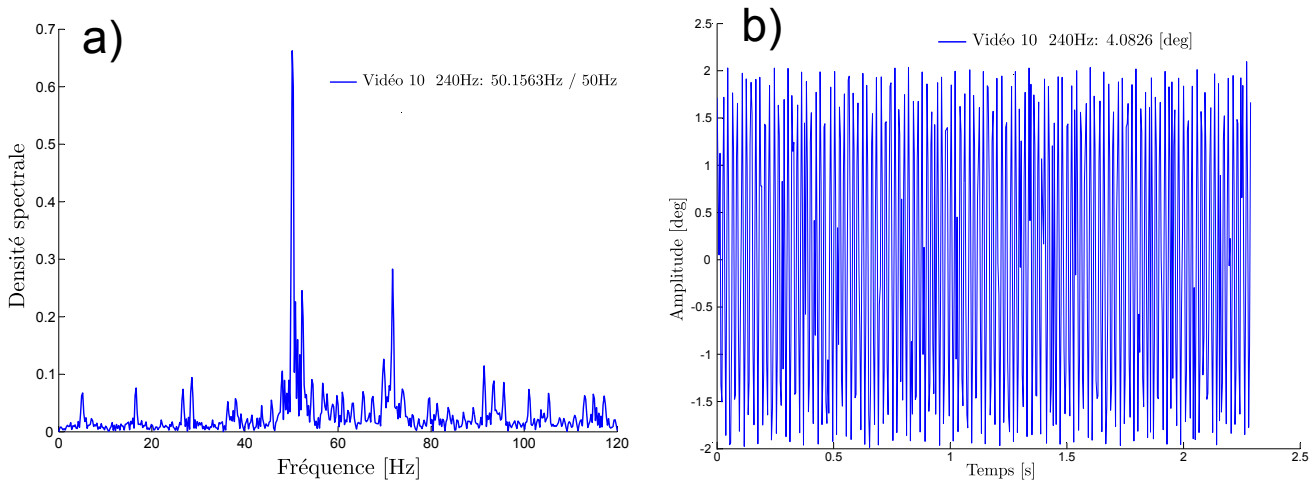 a)
Vidéo 10 240Hz: 50.1563Hz / 50Hz
Densité spectrale
0.7
0.6
0.5
0.4
0.3
0.2
0.1
0
0 20 40 60 80 100 120
Fréquence [Hz]
b)
Vidéo 10 240Hz: 4.0826 [deg]
Amplitude [deg]
2.5
2
1.5
1
0.5
0
-0.5
-1
-1.5
-2
0 0.5 1 1.5 2 2.5
Temps [s]